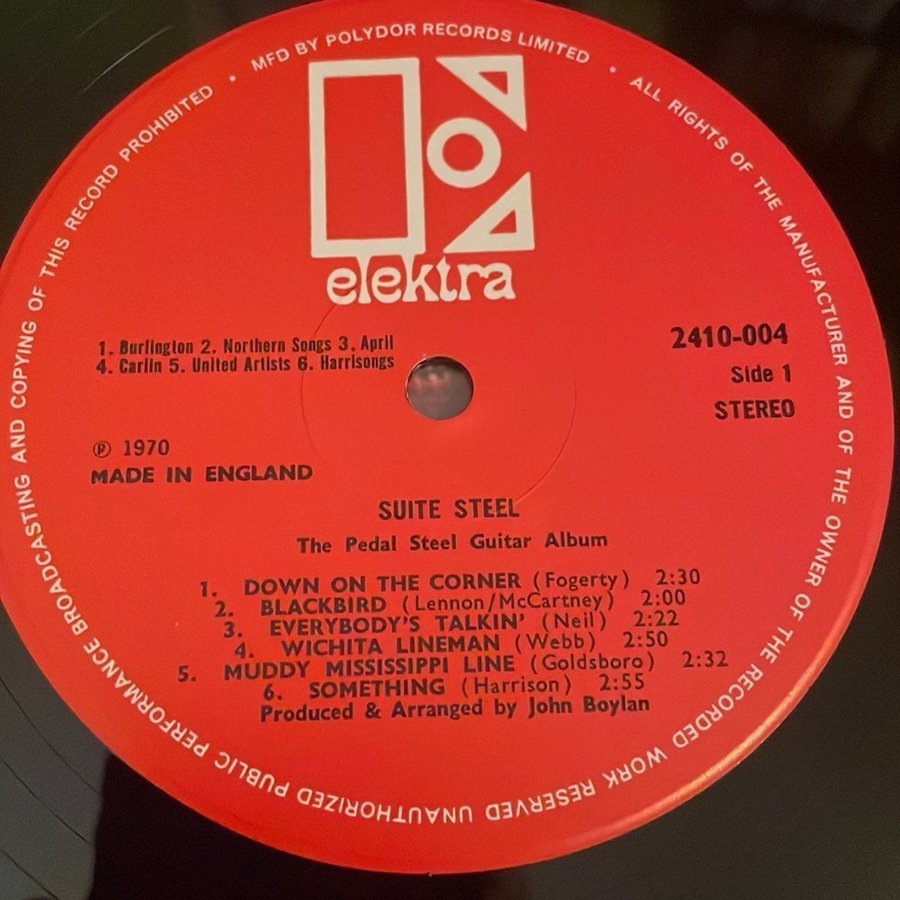 MFD BY POLYDOR RECORDS LIMITED • ALL RIGHTS OF THE MANUFACTURER AND OF THE OWNER OF THE RECORDED WORK RESERVED UNAUTHORIZED PUBLIC PERFORMANCE BROADCASTING AND COPYING OF THIS RECORD PROHIBITED •
elektra
1. Burlington 2. Northern Songs 3. April
4. Carlin 5. United Artists 6. Harrisongs
2410-004
Side 1
STEREO
℗ 1970
MADE IN ENGLAND
SUITE STEEL
The Pedal Steel Guitar Album
1. DOWN ON THE CORNER (Fogerty) 2:30
2. BLACKBIRD (Lennon/McCartney) 2:00
3. EVERYBODY'S TALKIN' (Neil) 2:22
4. WICHITA LINEMAN (Webb) 2:50
5. MUDDY MISSISSIPPI LINE (Goldsboro) 2:32
6. SOMETHING (Harrison) 2:55
Produced & Arranged by John Boylan